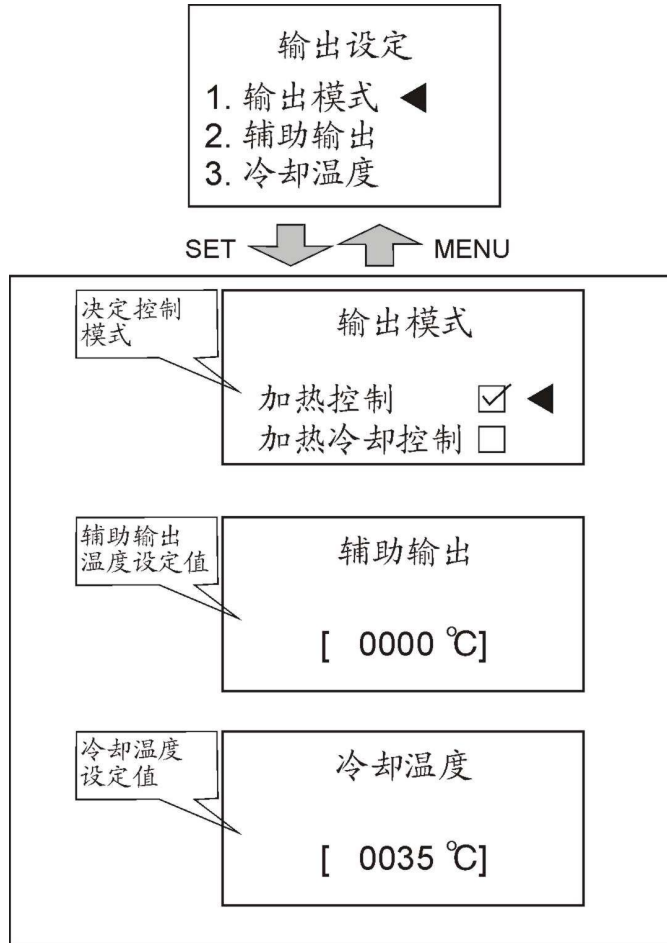 输出设定
1. 输出模式
2. 辅助输出
3. 冷却温度
SET
MENU
决定控制
模式
输出模式
加热控制
加热冷却控制
辅助输出
温度设定值
辅助输出
[ 0000 ℃]
冷却温度
设定值
冷却温度
[ 0035 ℃]